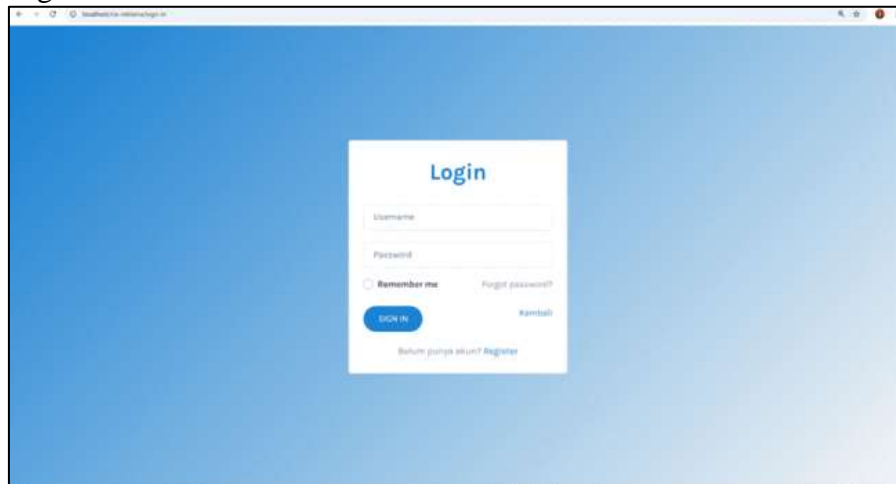 Login
Username
Password
Remember me Forgot password?
SIGN IN Kembali
Belum punya akun? Register